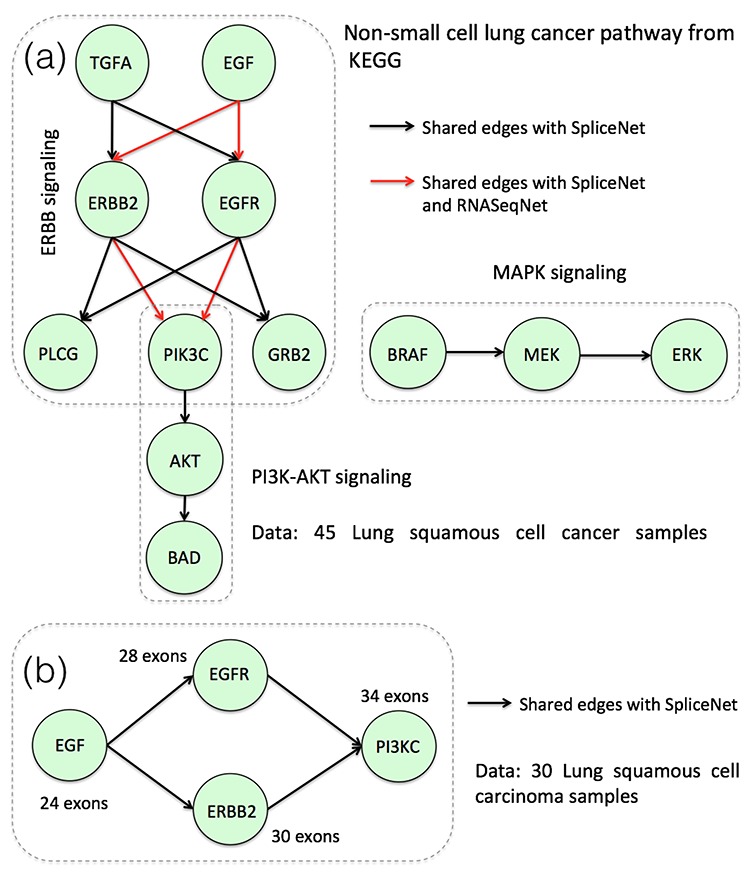 (a)
Non-small cell lung cancer pathway from
KEGG
TGFA
EGF
Shared edges with SpliceNet
Shared edges with SpliceNet
and RNASeqNet
ERBB signaling
ERBB2
EGFR
MAPK signaling
PLCG
PIK3C
GRB2
BRAF
MEK
ERK
AKT
PI3K-AKT signaling
Data: 45 Lung squamous cell cancer samples
BAD
(b)
28 exons
EGFR
34 exons
Shared edges with SpliceNet
EGF
PI3KC
24 exons
ERBB2
30 exons
Data: 30 Lung squamous cell
carcinoma samples